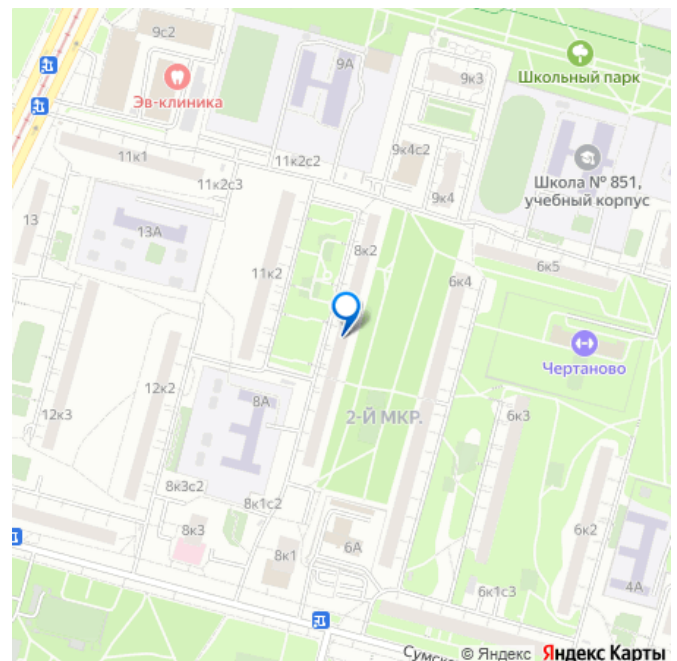 9с2
9А
9к3
Школьный парк
Эв-клиника
11к1
11к2с2
9к4с2
Школа № 851,
учебный корпус
11к2с3
9к4
13
13А
8к2
11к2
6к5
6к4
Чертаново
12к2
12к3
8А
2-Й МКР.
6к3
8к3с2
8к1с2
8к3
6А
8к1
6к2
6к1с3
4А
Сумск
© Яндекс Яндекс Карты